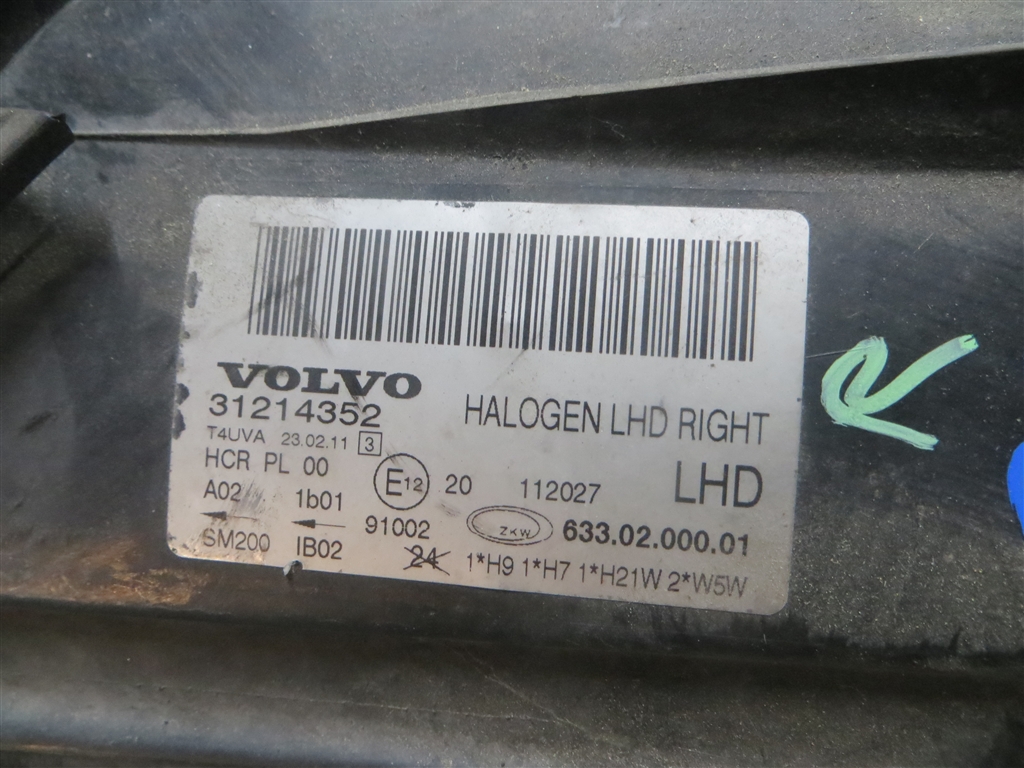 VOLVO
31214352
HALOGEN LHD RIGHT
T4UVA 23.02.11 3
HCR PL 00
E12 20 112027 LHD
A02 1b01
91002 ZKW 633.02.000.01
SM200 IB02
24 1*H9 1*H7 1*H21W 2*W5W